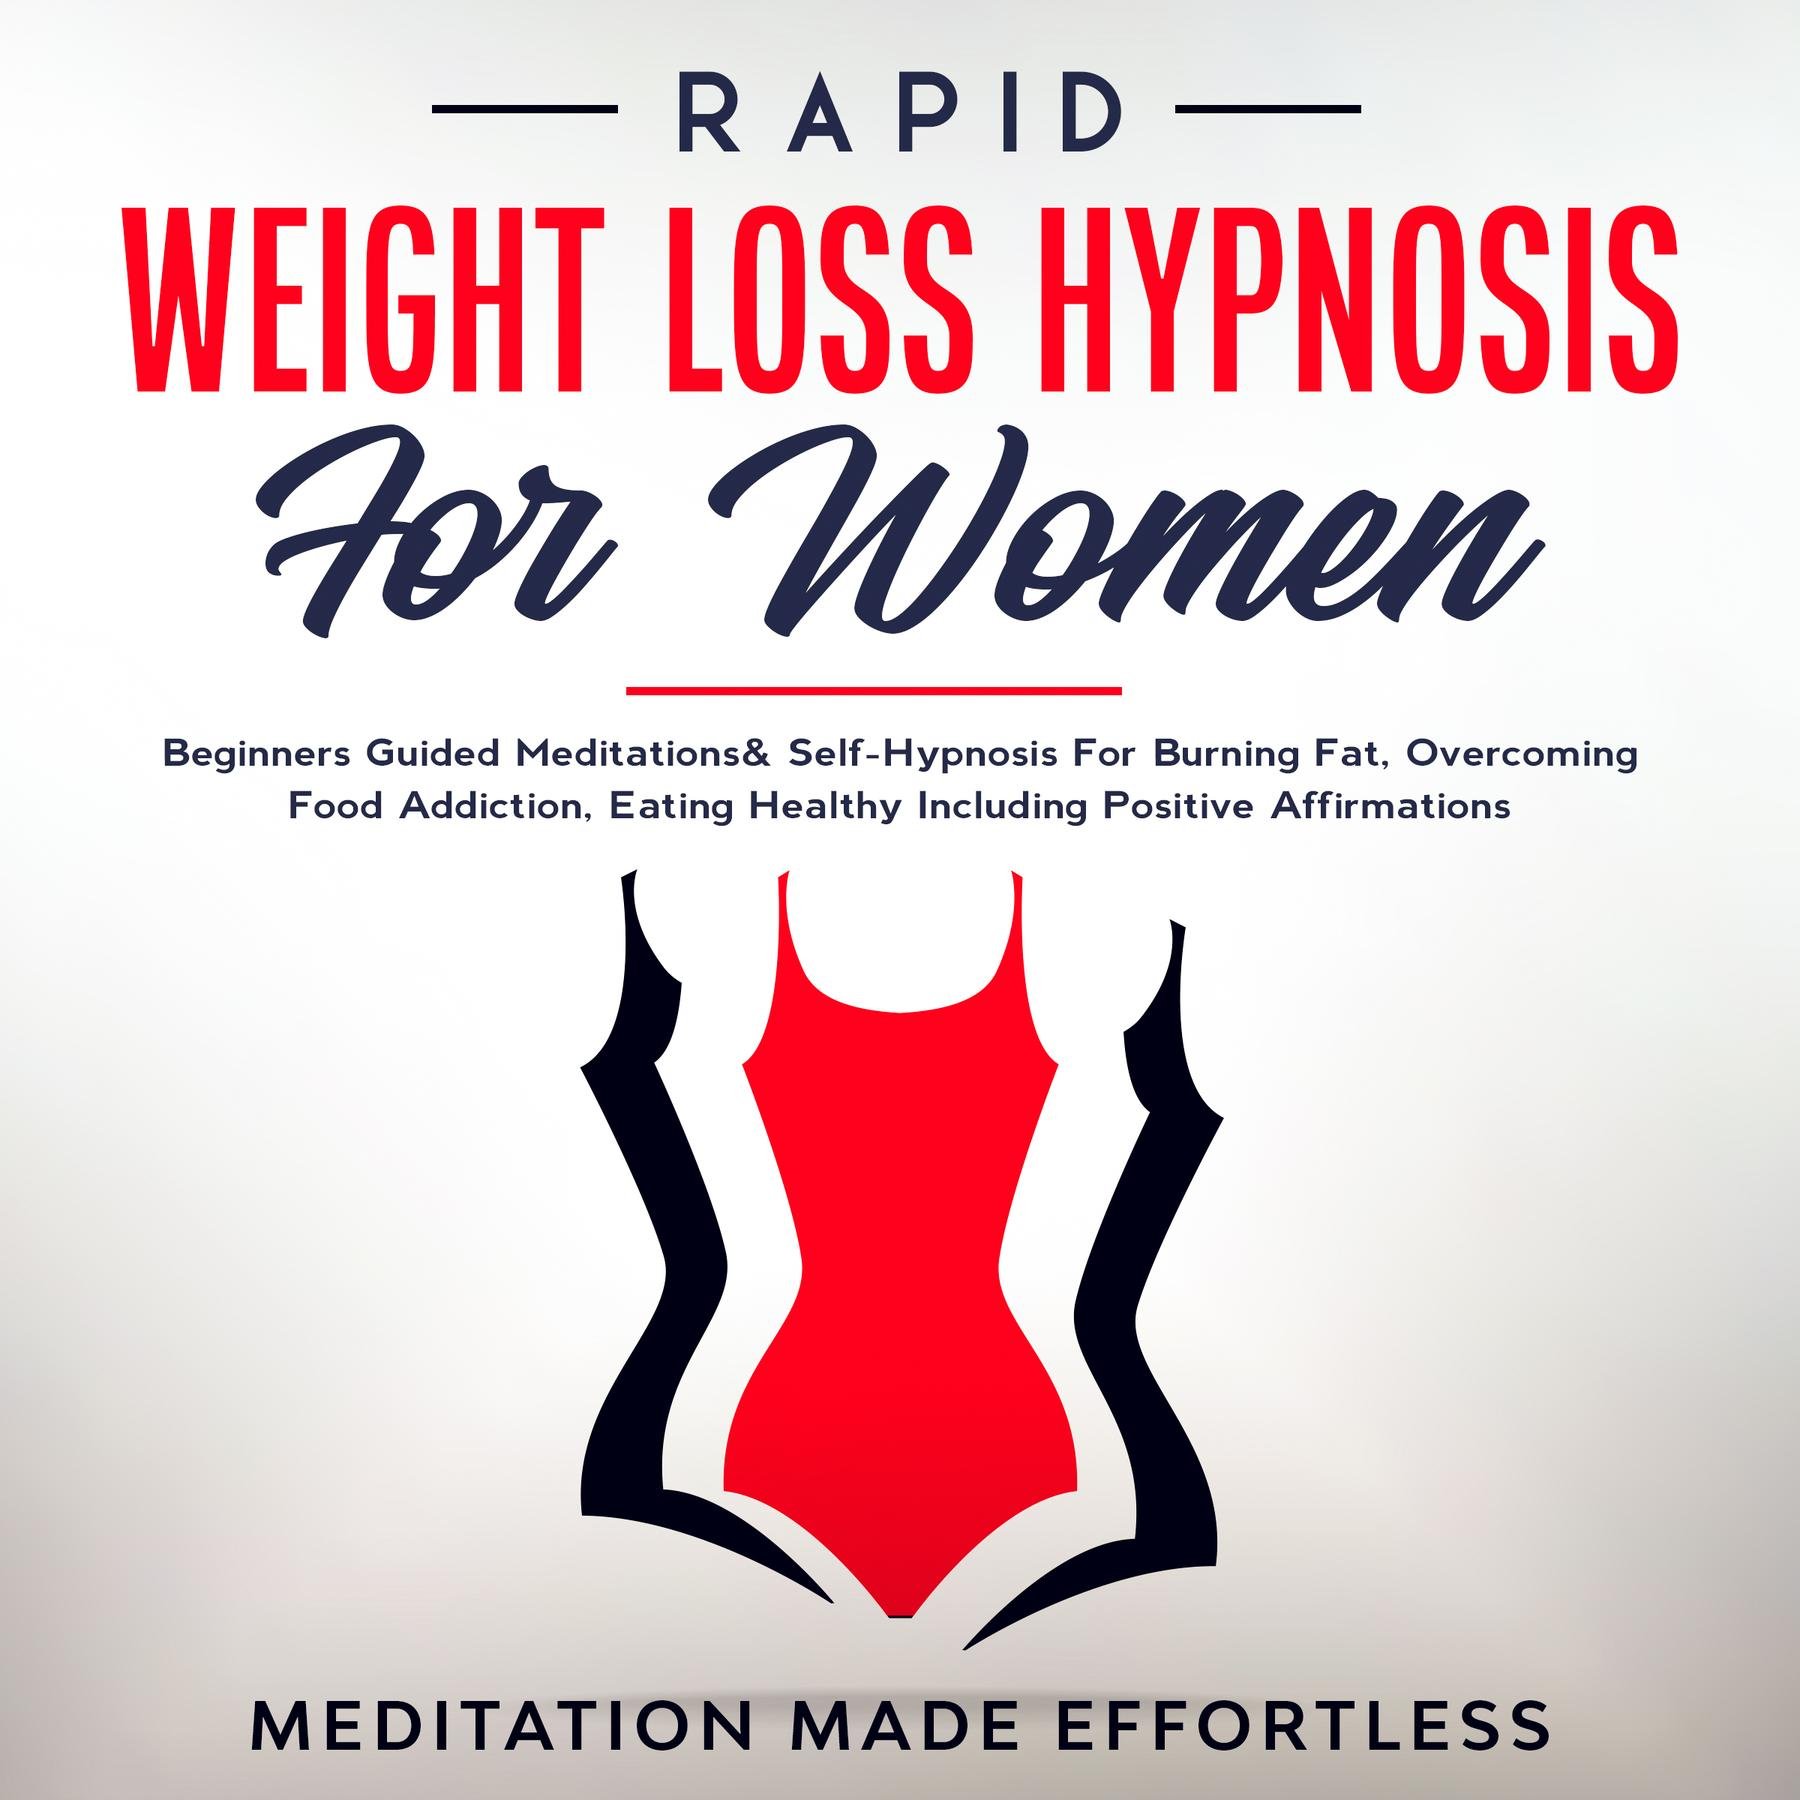 RAPID
WEIGHT LOSS HYPNOSIS
For Women
Beginners Guided Meditations& Self-Hypnosis For Burning Fat, Overcoming
Food Addiction, Eating Healthy Including Positive Affirmations
MEDITATION MADE EFFORTLESS